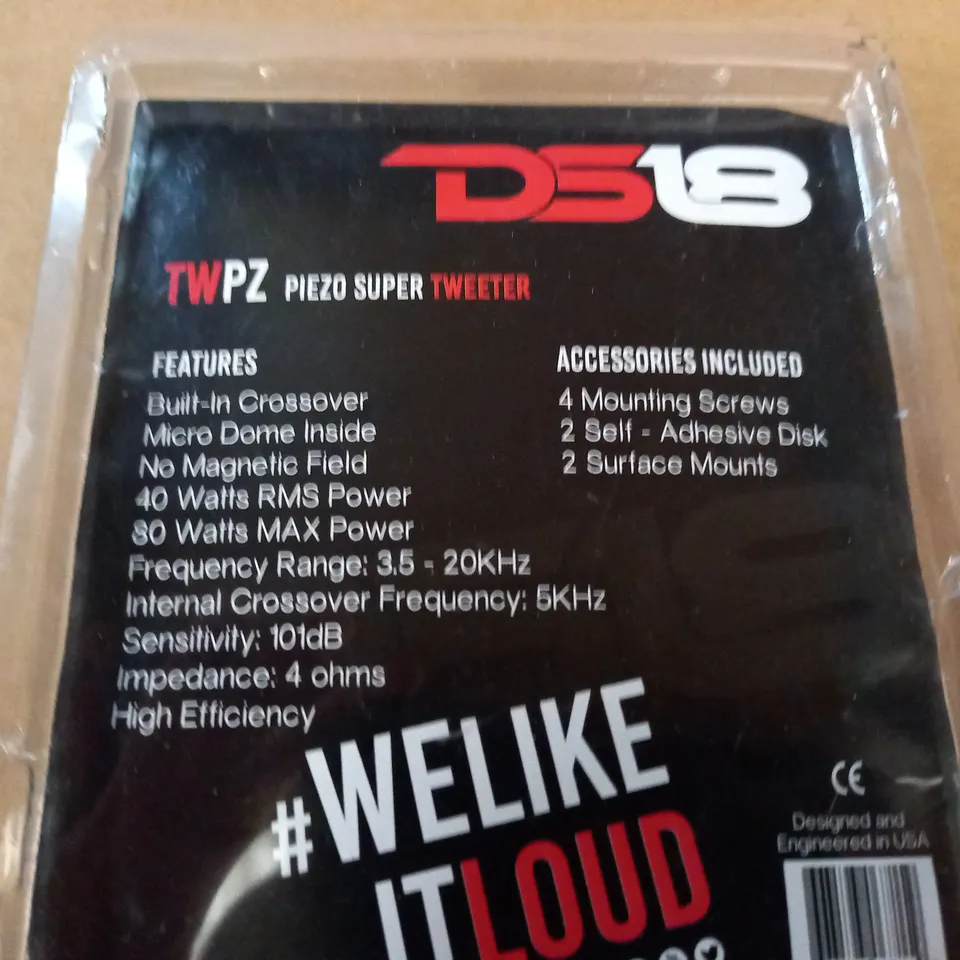 DS18
TWPZ PIEZO SUPER TWEETER
FEATURES
Built-In Crossover
Micro Dome Inside
No Magnetic Field
40 Watts RMS Power
80 Watts MAX Power
Frequency Range: 3.5 - 20KHz
Internal Crossover Frequency: 5KHz
Sensitivity: 101dB
Impedance: 4 ohms
High Efficiency
ACCESSORIES INCLUDED
4 Mounting Screws
2 Self - Adhesive Disk
2 Surface Mounts
#WELIKE
ITLOUD
CE
Designed and
Engineered in USA